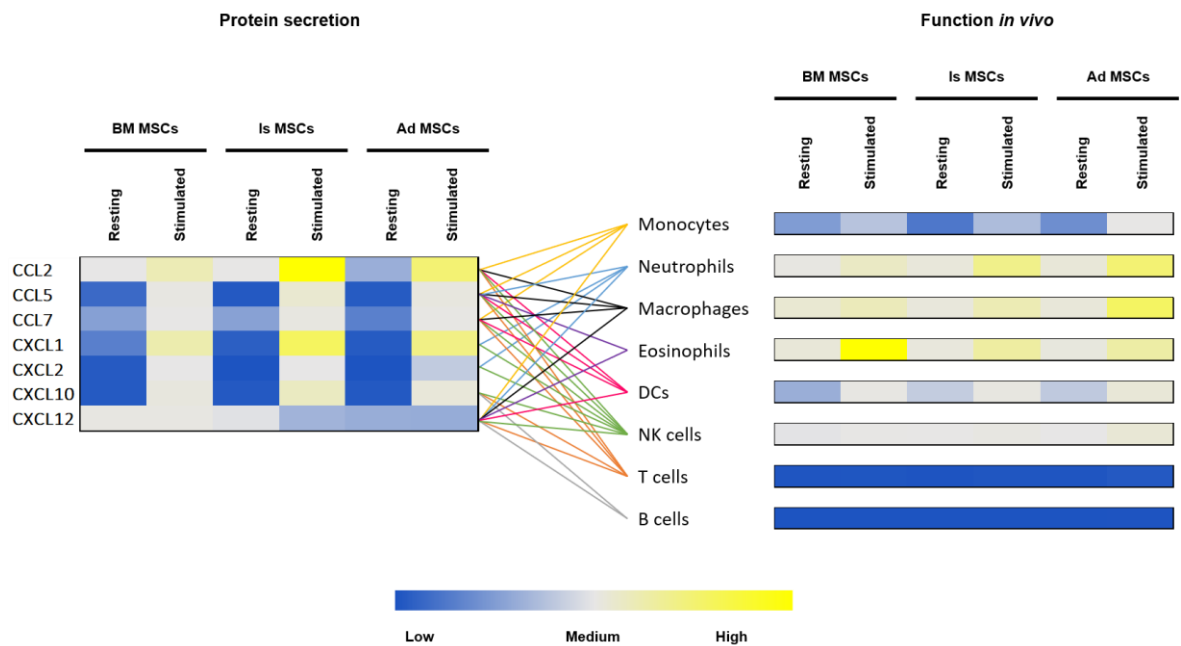 Protein secretion
Function in vivo
BM MSCs Is MSCs Ad MSCs
Resting Stimulated Resting Stimulated Resting Stimulated
BM MSCs Is MSCs Ad MSCs
Resting Stimulated Resting Stimulated Resting Stimulated
CCL2
CCL5
CCL7
CXCL1
CXCL2
CXCL10
CXCL12
Monocytes
Neutrophils
Macrophages
Eosinophils
DCs
NK cells
T cells
B cells
Low Medium High